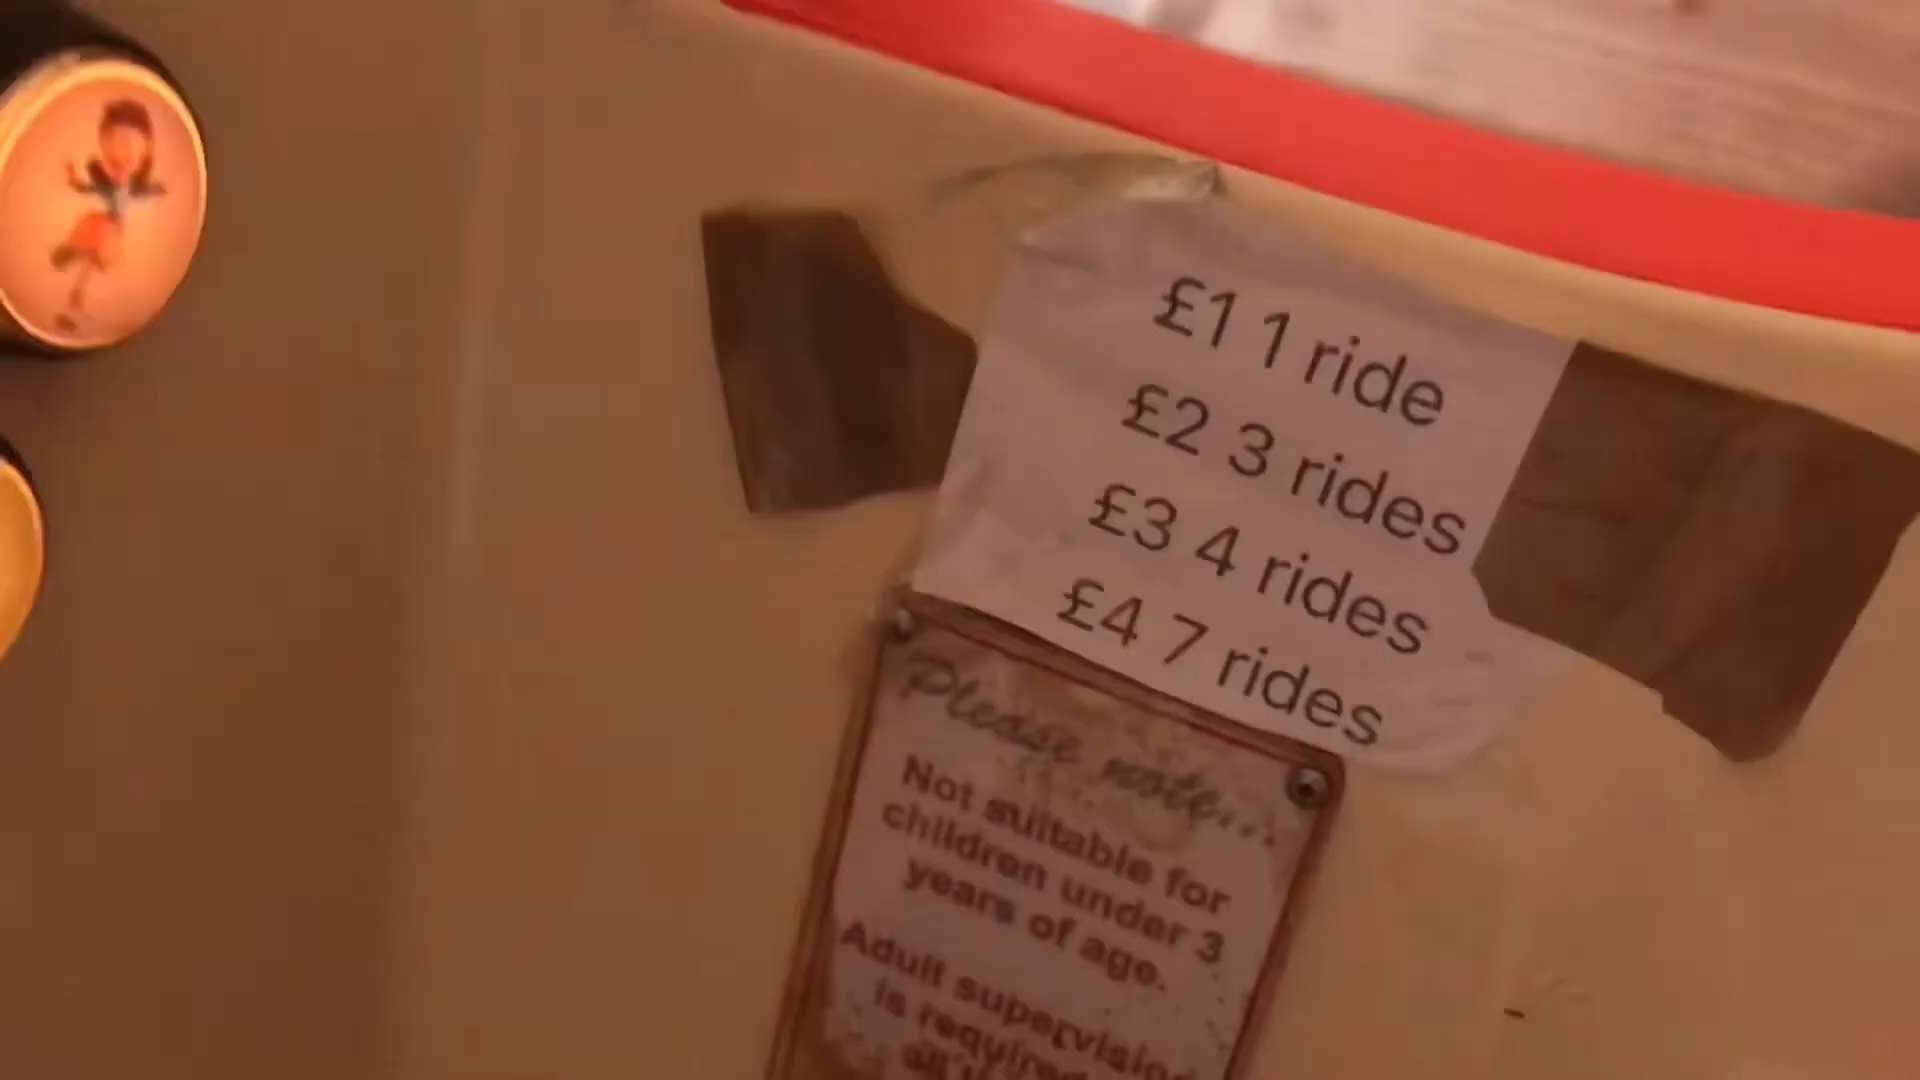 £1 1 ride
£2 3 rides
£3 4 rides
£4 7 rides
Please note...
Not suitable for
children under 3
years of age.
Adult supervision
is required